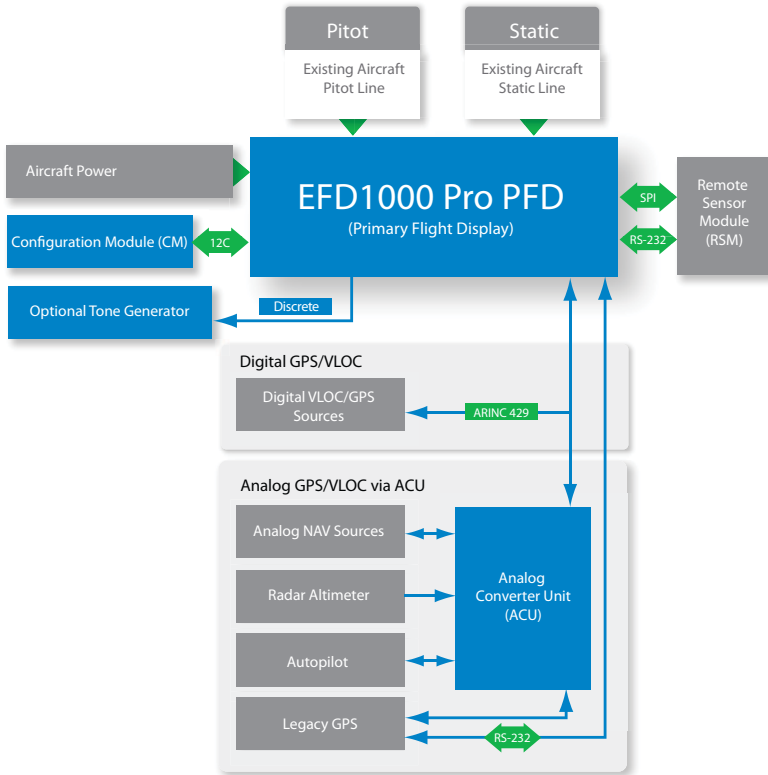 Pitot
Existing Aircraft
Pitot Line
Static
Existing Aircraft
Static Line
Aircraft Power
EFD1000 Pro PFD
(Primary Flight Display)
SPI
RS-232
Remote
Sensor
Module
(RSM)
Configuration Module (CM)
12C
Optional Tone Generator
Discrete
Digital GPS/VLOC
Digital VLOC/GPS
Sources
ARINC 429
Analog GPS/VLOC via ACU
Analog NAV Sources
Radar Altimeter
Autopilot
Legacy GPS
Analog
Converter Unit
(ACU)
RS-232